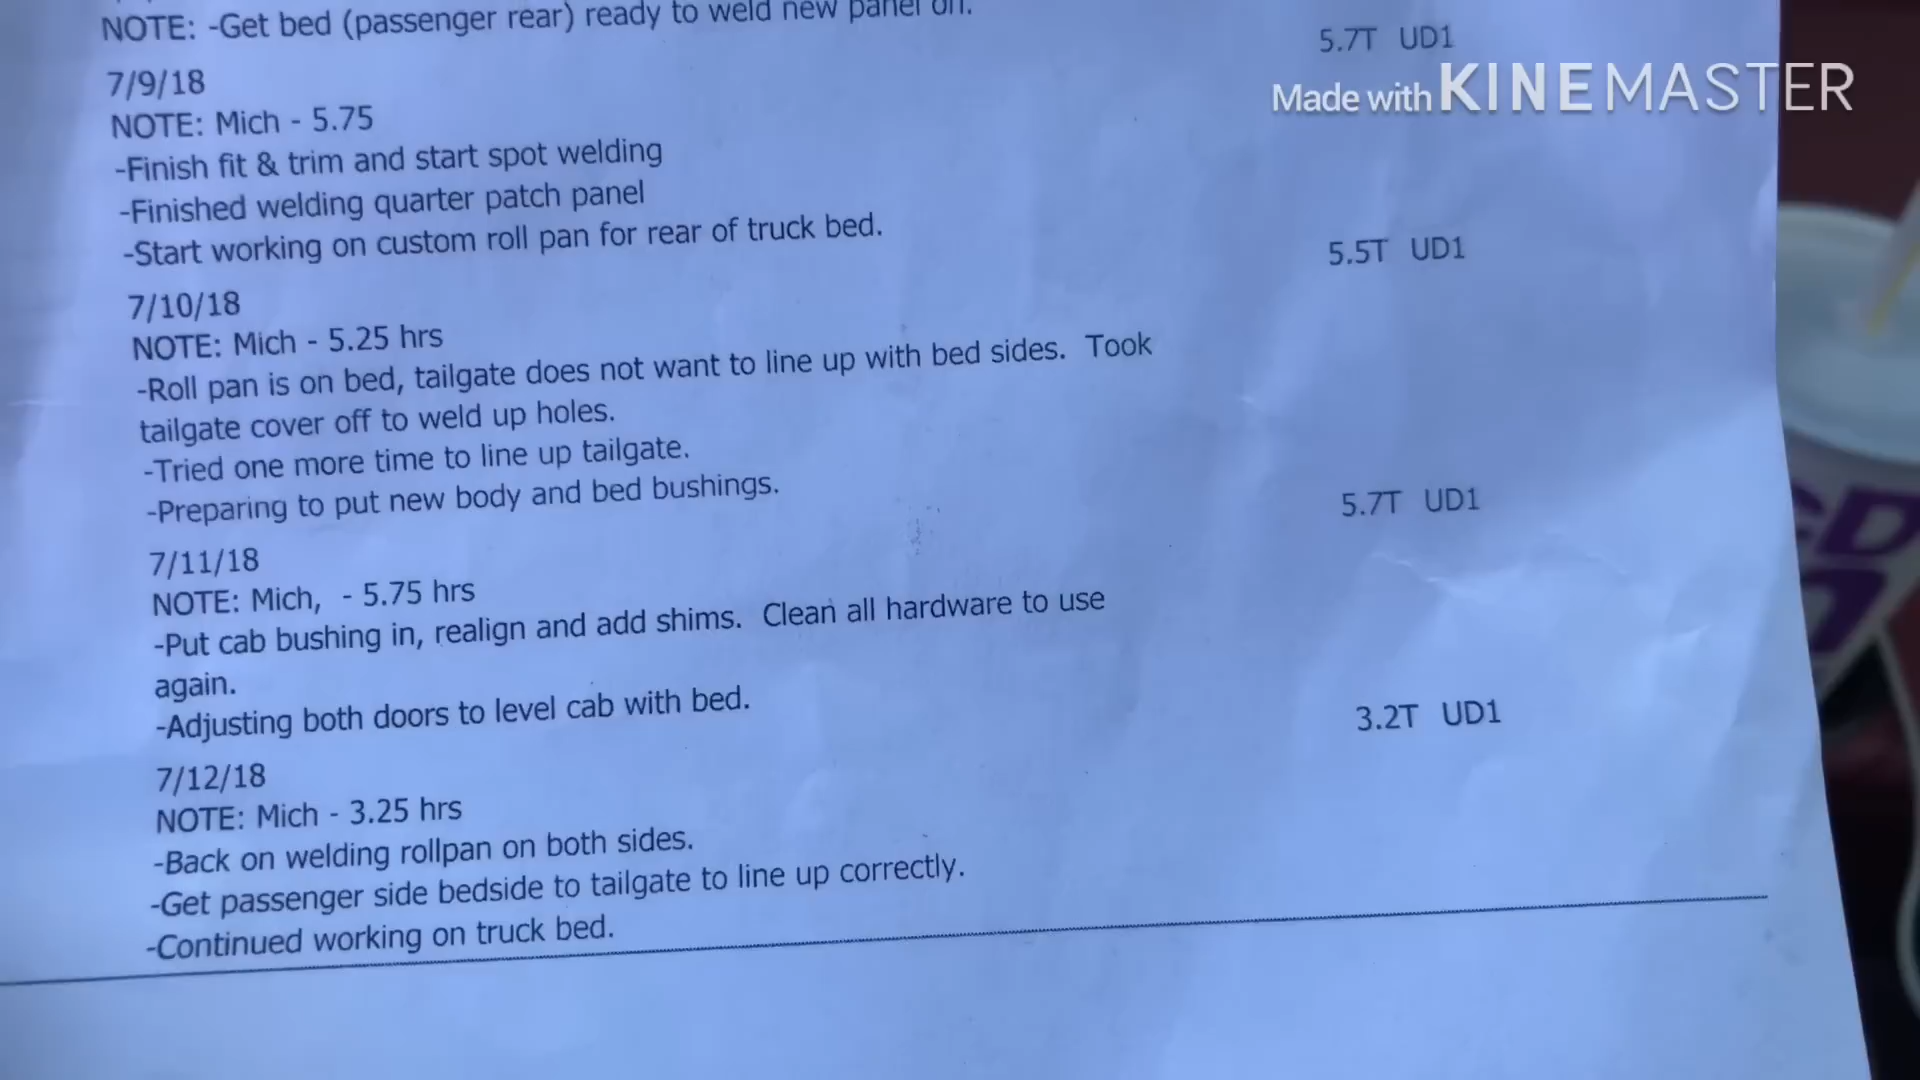 NOTE: -Get bed (passenger rear) ready to weld new panel on.
5.7T UD1
Made with KINEMASTER
7/9/18
NOTE: Mich - 5.75
-Finish fit & trim and start spot welding
-Finished welding quarter patch panel
-Start working on custom roll pan for rear of truck bed.
5.5T UD1
7/10/18
NOTE: Mich - 5.25 hrs
-Roll pan is on bed, tailgate does not want to line up with bed sides. Took
tailgate cover off to weld up holes.
-Tried one more time to line up tailgate.
-Preparing to put new body and bed bushings.
5.7T UD1
7/11/18
NOTE: Mich, - 5.75 hrs
-Put cab bushing in, realign and add shims. Clean all hardware to use
again.
-Adjusting both doors to level cab with bed.
3.2T UD1
7/12/18
NOTE: Mich - 3.25 hrs
-Back on welding rollpan on both sides.
-Get passenger side bedside to tailgate to line up correctly.
-Continued working on truck bed.